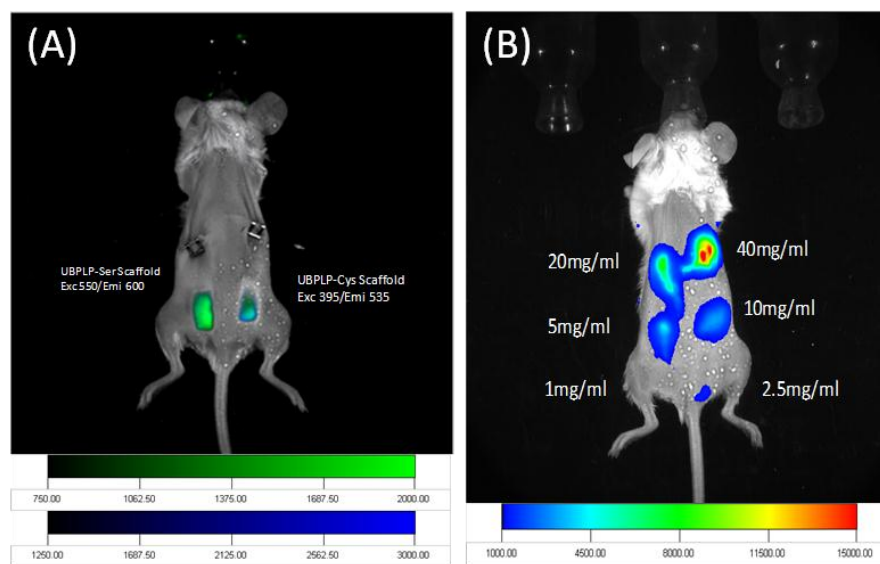 (A)
UBPLP-Ser Scaffold
Exc550/Emi 600
UBPLP-Cys Scaffold
Exc 395/Emi 535
750.00 1062.50 1375.00 1687.50 2000.00
1250.00 1687.50 2125.00 2562.50 3000.00
(B)
20mg/ml
40mg/ml
5mg/ml
10mg/ml
1mg/ml
2.5mg/ml
1000.00 4500.00 8000.00 11500.00 15000.00